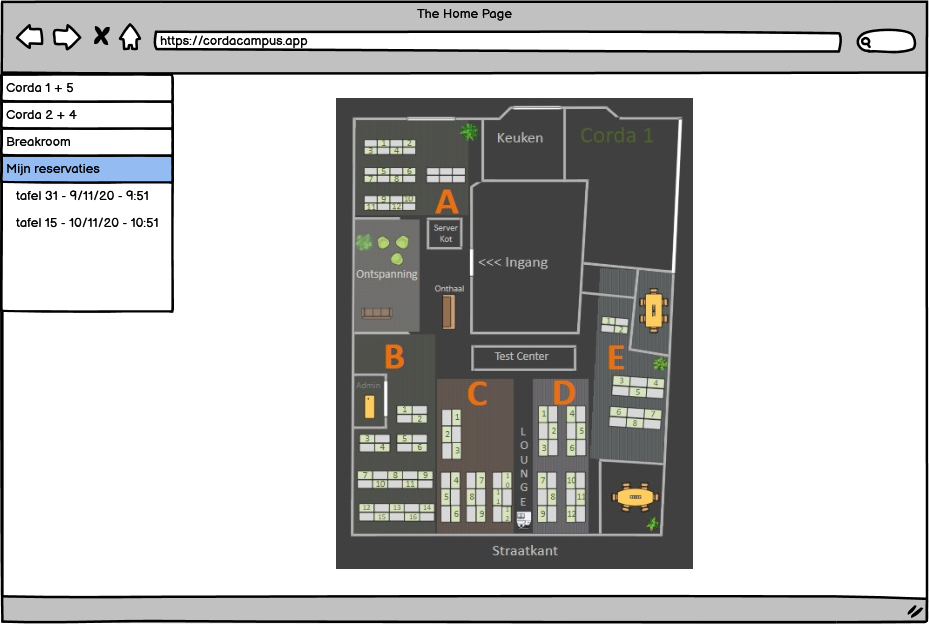 The Home Page
https://cordacampus.app
Corda 1 + 5
Corda 2 + 4
Breakroom
Mijn reservaties
tafel 31 - 9/11/20 - 9:51
tafel 15 - 10/11/20 - 10:51
Keuken
Corda 1
1 2
3 4
5 6
7 8
A
9 10
11 12
Server
Kot
<<< Ingang
Ontspanning
Onthaal
Test Center
B
E
1
2
Admin
C
D
3 4
5
6 7
8
1
2
3 5
4 6
7 8 9
10 11
12 13 14
15 16
1
2
3
4 7 10
5 8 11
6 9 12
LOUNGE
1 4
2 5
3 6
7 10
8 11
9 12
Straatkant